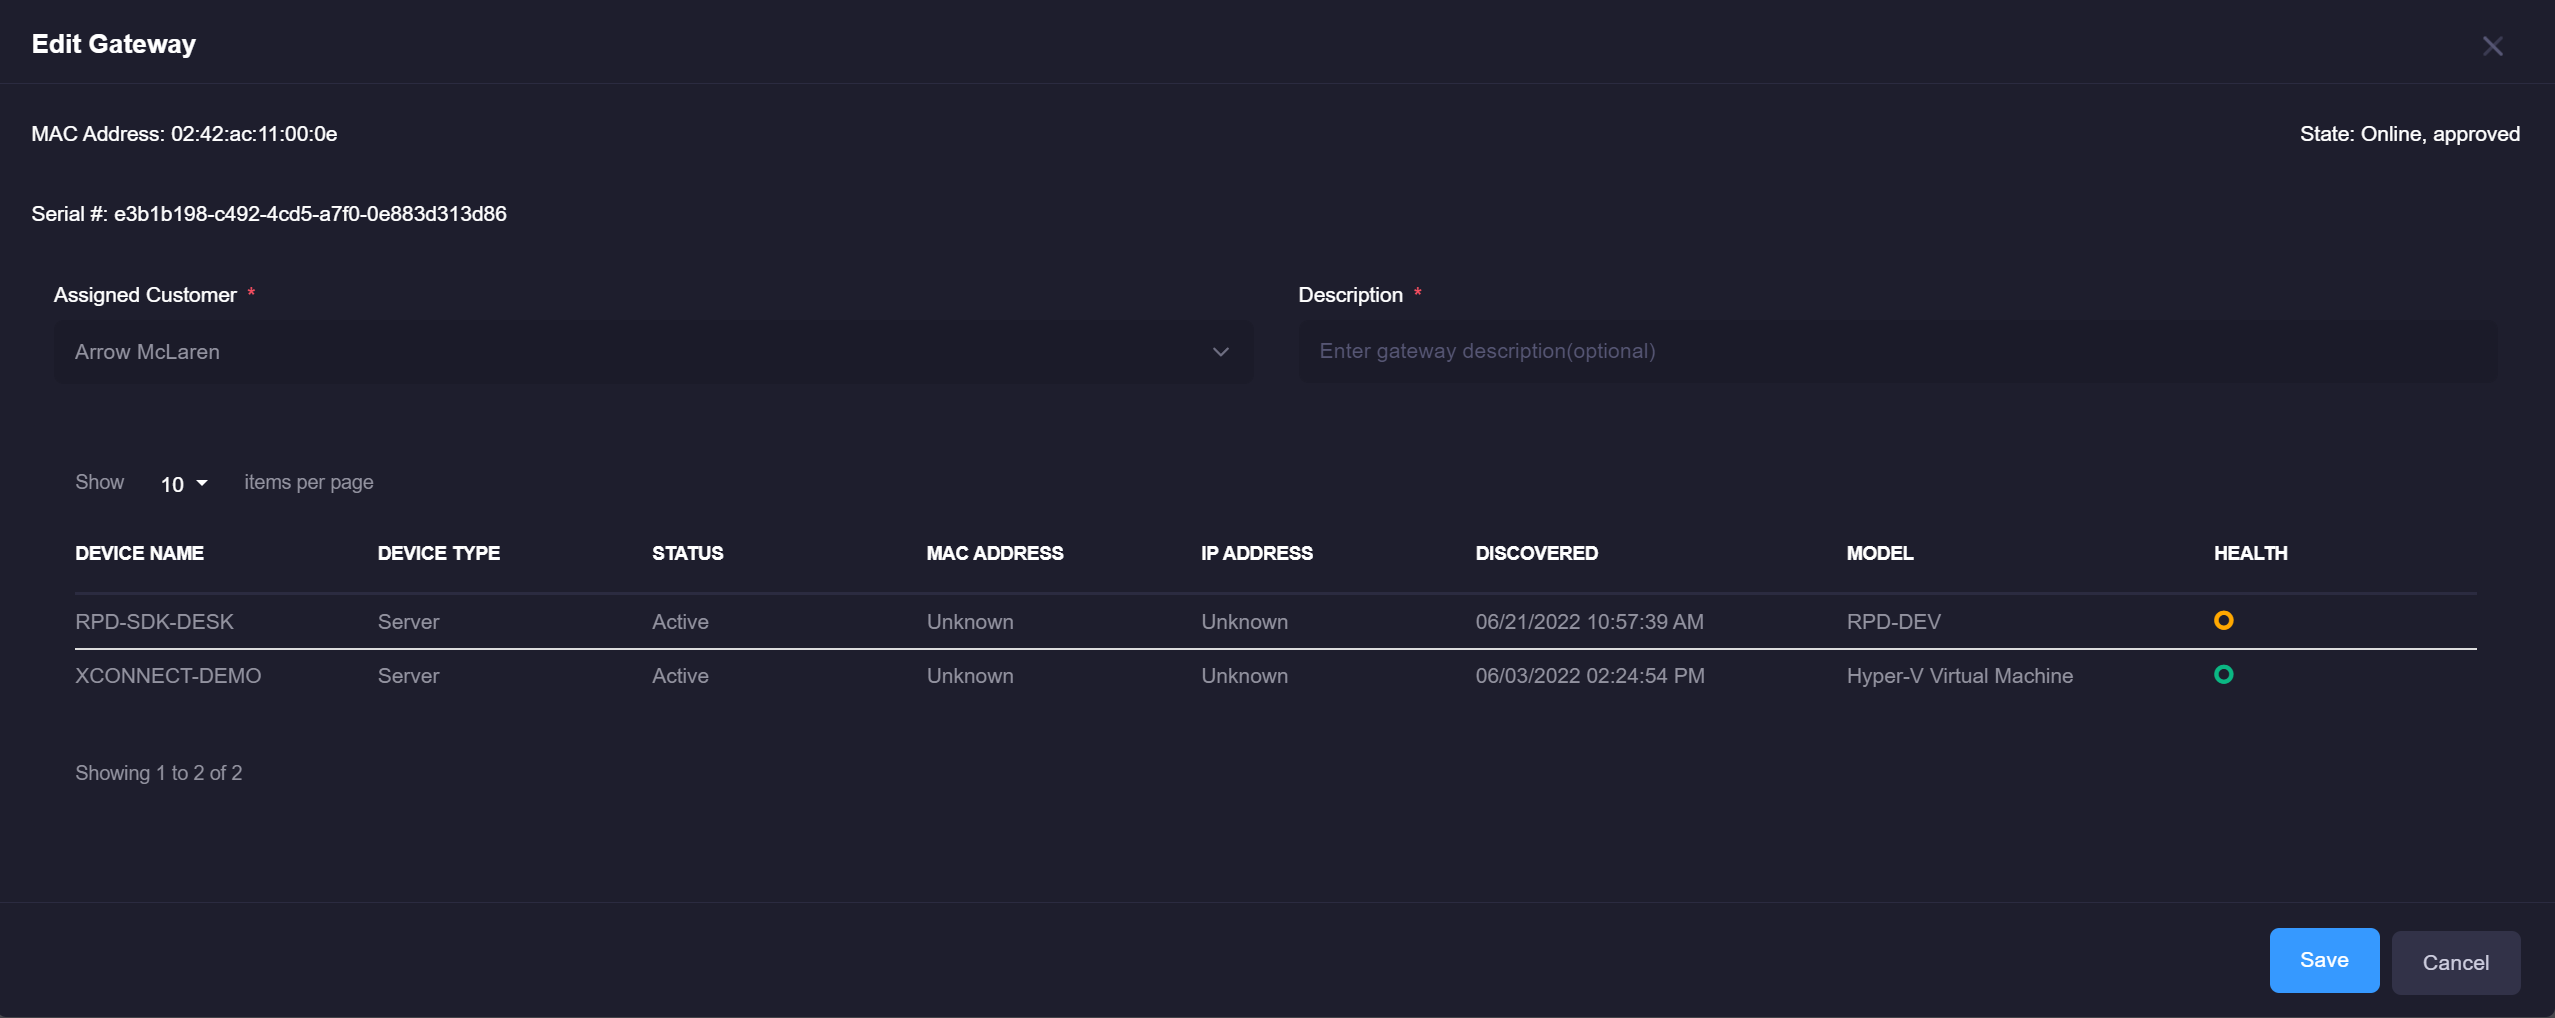 Edit Gateway
MAC Address: 02:42:ac:11:00:0e State: Online, approved
Serial #: e3b1b198-c492-4cd5-a7f0-0e883d313d86
Assigned Customer * Description *
Arrow McLaren Enter gateway description(optional)
Show 10 items per page
DEVICE NAME DEVICE TYPE STATUS MAC ADDRESS IP ADDRESS DISCOVERED MODEL HEALTH
RPD-SDK-DESK Server Active Unknown Unknown 06/21/2022 10:57:39 AM RPD-DEV
XCONNECT-DEMO Server Active Unknown Unknown 06/03/2022 02:24:54 PM Hyper-V Virtual Machine
Showing 1 to 2 of 2
Save Cancel